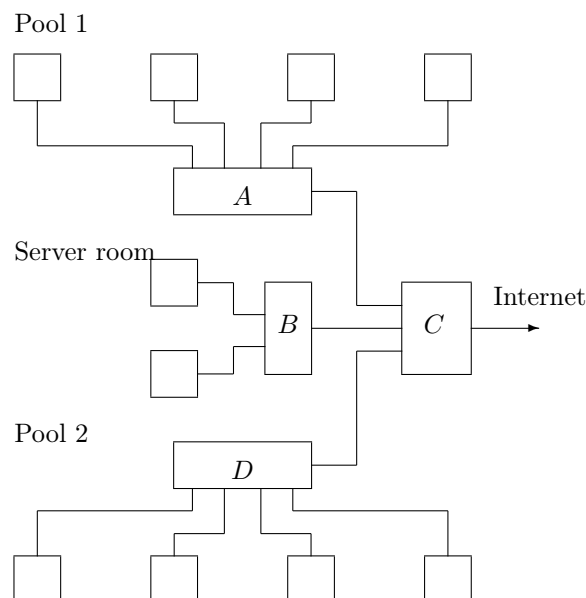 Pool 1
A
Server room
Internet
B
C
Pool 2
D